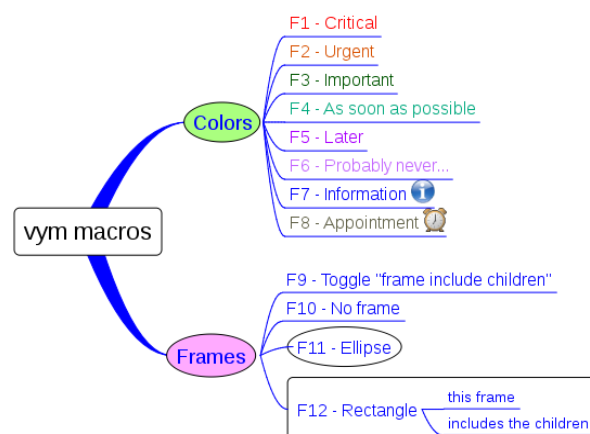 vym macros
Colors
F1 - Critical
F2 - Urgent
F3 - Important
F4 - As soon as possible
F5 - Later
F6 - Probably never...
F7 - Information
F8 - Appointment
Frames
F9 - Toggle "frame include children"
F10 - No frame
F11 - Ellipse
F12 - Rectangle
this frame
includes the children